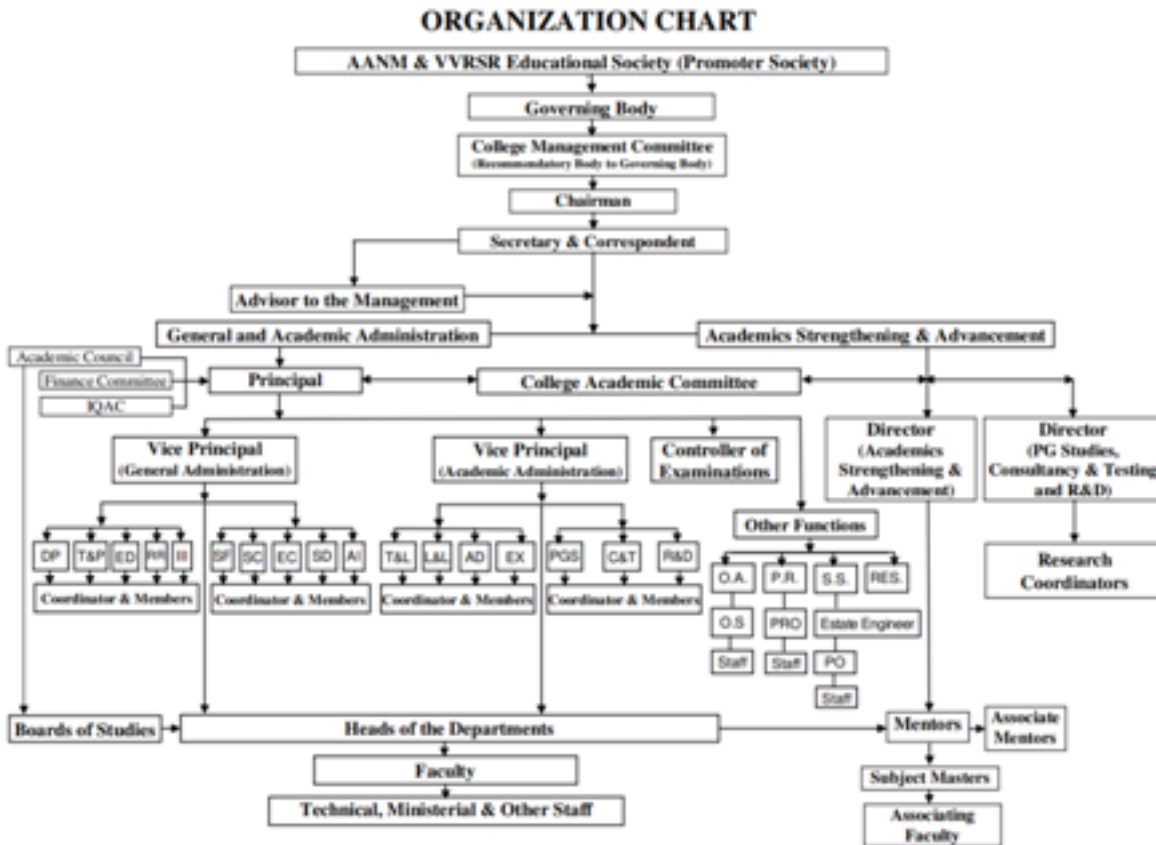 ORGANIZATION CHART
AANM & VVRSR Educational Society (Promoter Society)
Governing Body
College Management Committee
(Recommendatory Body to Governing Body)
Chairman
Secretary & Correspondent
Advisor to the Management
General and Academic Administration
Academics Strengthening & Advancement
Academic Council
Finance Committee
IQAC
Principal
College Academic Committee
Vice Principal
(General Administration)
Vice Principal
(Academic Administration)
Controller of
Examinations
Director
(Academics
Strengthening &
Advancement)
Director
(PG Studies,
Consultancy & Testing
and R&D)
Other Functions
Research
Coordinators
DP
T&P
ED
RR
III
SF
SC
EC
SD
AI
T&L
L&L
AD
EX
PGS
C&T
R&D
Coordinator & Members
Coordinator & Members
Coordinator & Members
Coordinator & Members
O.A.
P.R.
S.S.
RES.
O.S
PRO
Estate Engineer
Staff
Staff
PO
Staff
Boards of Studies
Heads of the Departments
Mentors
Associate
Mentors
Faculty
Subject Masters
Technical, Ministerial & Other Staff
Associating
Faculty